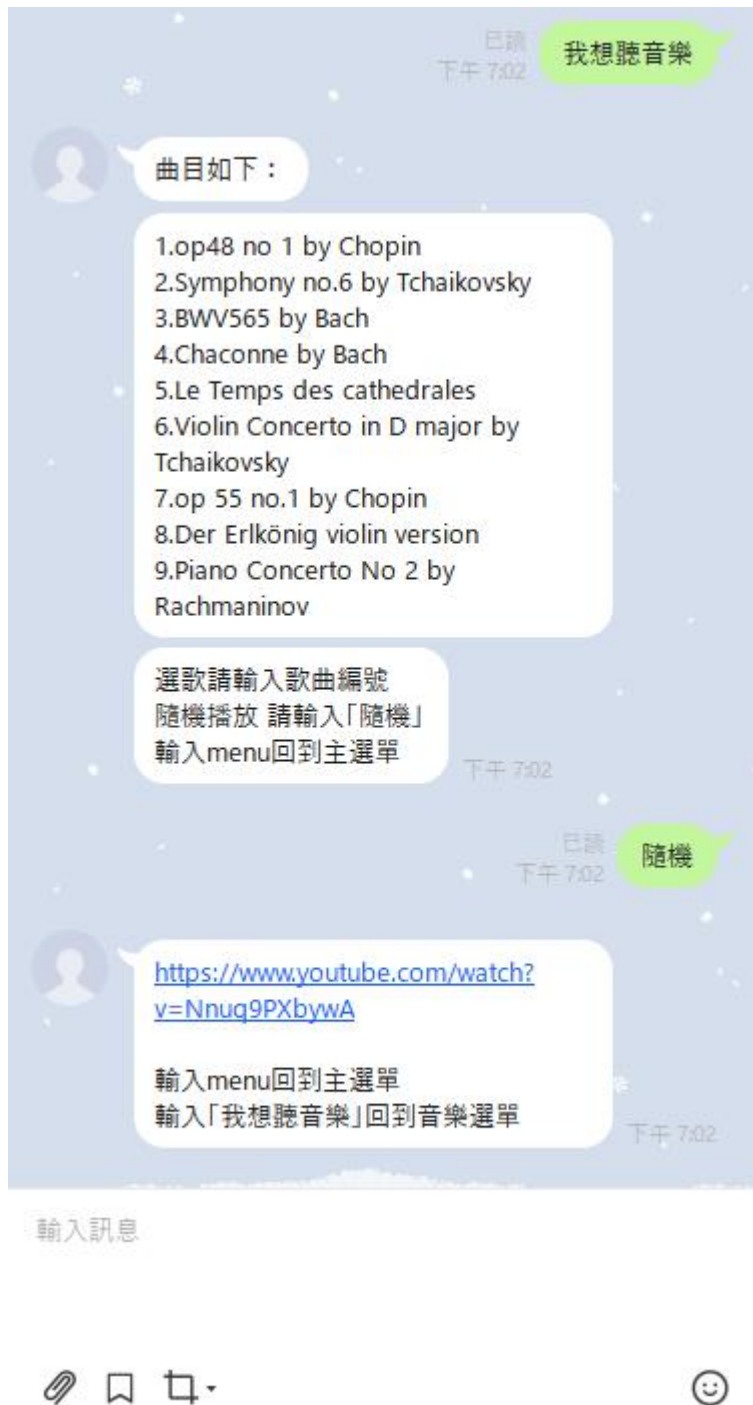 已讀
下午 7:02
我想聽音樂
曲目如下：
1.op48 no 1 by Chopin
2.Symphony no.6 by Tchaikovsky
3.BWV565 by Bach
4.Chaconne by Bach
5.Le Temps des cathedrales
6.Violin Concerto in D major by
Tchaikovsky
7.op 55 no.1 by Chopin
8.Der Erlkönig violin version
9.Piano Concerto No 2 by
Rachmaninov
選歌請輸入歌曲編號
隨機播放 請輸入「隨機」
輸入menu回到主選單
下午 7:02
已讀
下午 7:02
隨機
https://www.youtube.com/watch?
v=Nnuq9PXbywA
輸入menu回到主選單
輸入「我想聽音樂」回到音樂選單
下午 7:02
輸入訊息